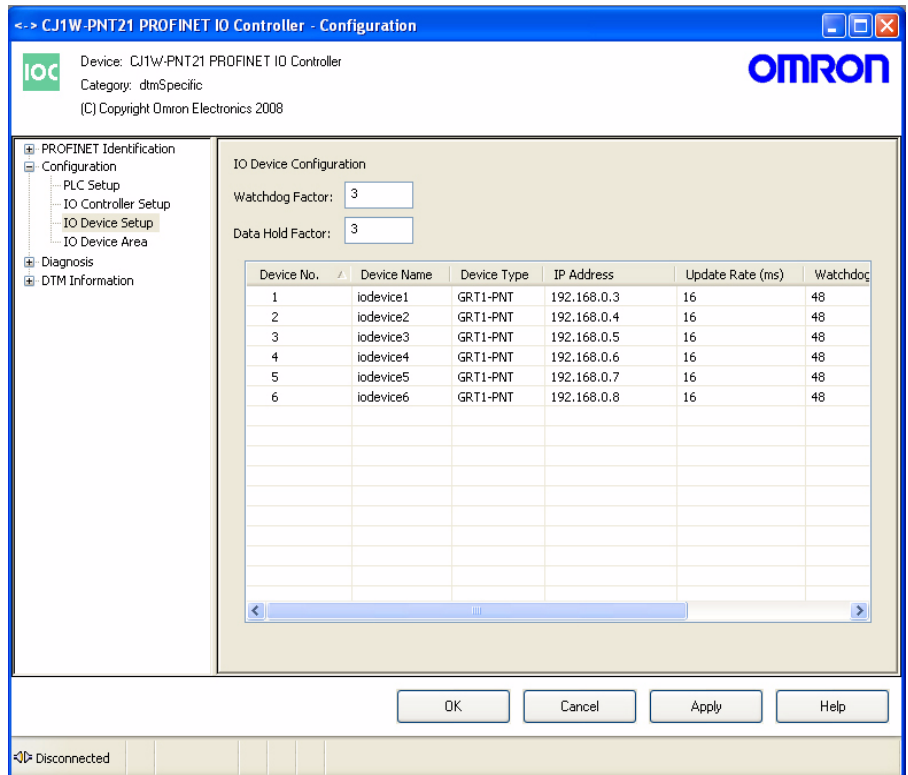 <-> CJ1W-PNT21 PROFINET IO Controller - Configuration
IOC
Device: CJ1W-PNT21 PROFINET IO Controller
Category: dtmSpecific
(C) Copyright Omron Electronics 2008
OMRON
PROFINET Identification
Configuration
PLC Setup
IO Controller Setup
IO Device Setup
IO Device Area
Diagnosis
DTM Information
IO Device Configuration
Watchdog Factor: 3
Data Hold Factor: 3
Device No. Device Name Device Type IP Address Update Rate (ms) Watchdog
1 iodevice1 GRT1-PNT 192.168.0.3 16 48
2 iodevice2 GRT1-PNT 192.168.0.4 16 48
3 iodevice3 GRT1-PNT 192.168.0.5 16 48
4 iodevice4 GRT1-PNT 192.168.0.6 16 48
5 iodevice5 GRT1-PNT 192.168.0.7 16 48
6 iodevice6 GRT1-PNT 192.168.0.8 16 48
OK Cancel Apply Help
Disconnected